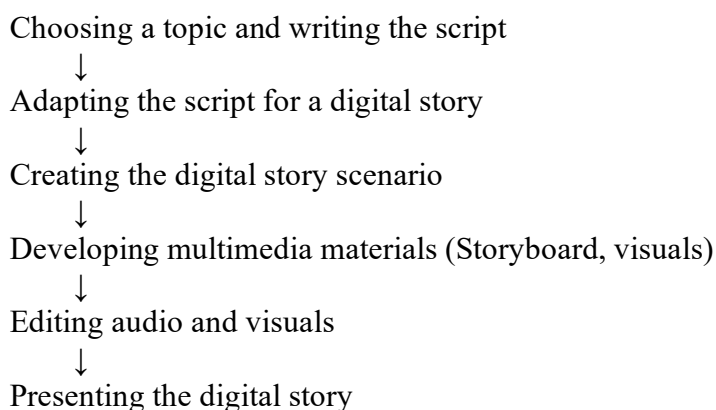 Choosing a topic and writing the script
↓
Adapting the script for a digital story
↓
Creating the digital story scenario
↓
Developing multimedia materials (Storyboard, visuals)
↓
Editing audio and visuals
↓
Presenting the digital story